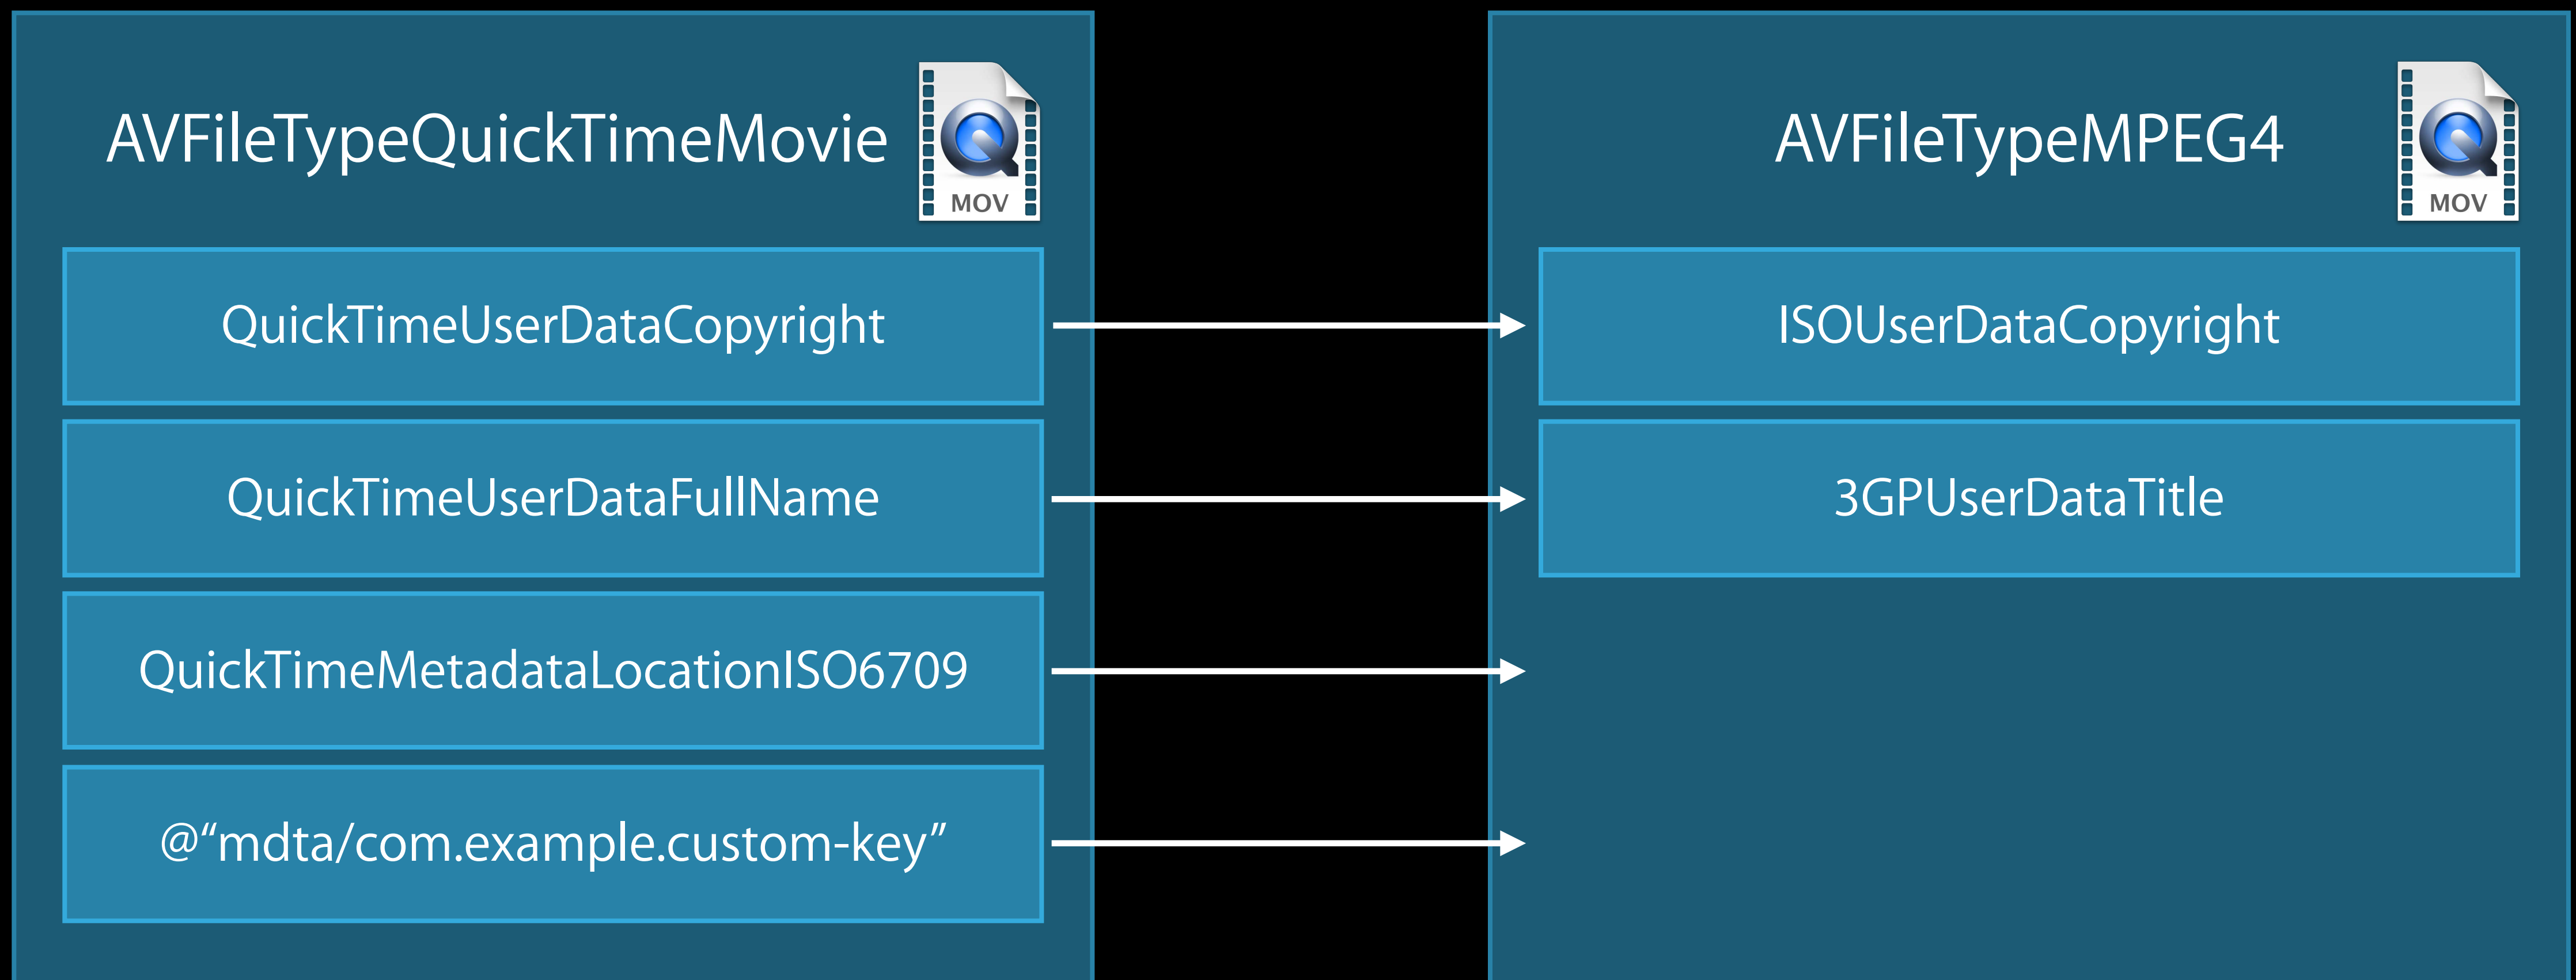 AVFileTypeQuickTimeMovie
MOV
QuickTimeUserDataCopyright
QuickTimeUserDataFullName
QuickTimeMetadataLocationISO6709
@“mdta/com.example.custom-key”
AVFileTypeMPEG4
MOV
ISOUserDataCopyright
3GPUserDataTitle